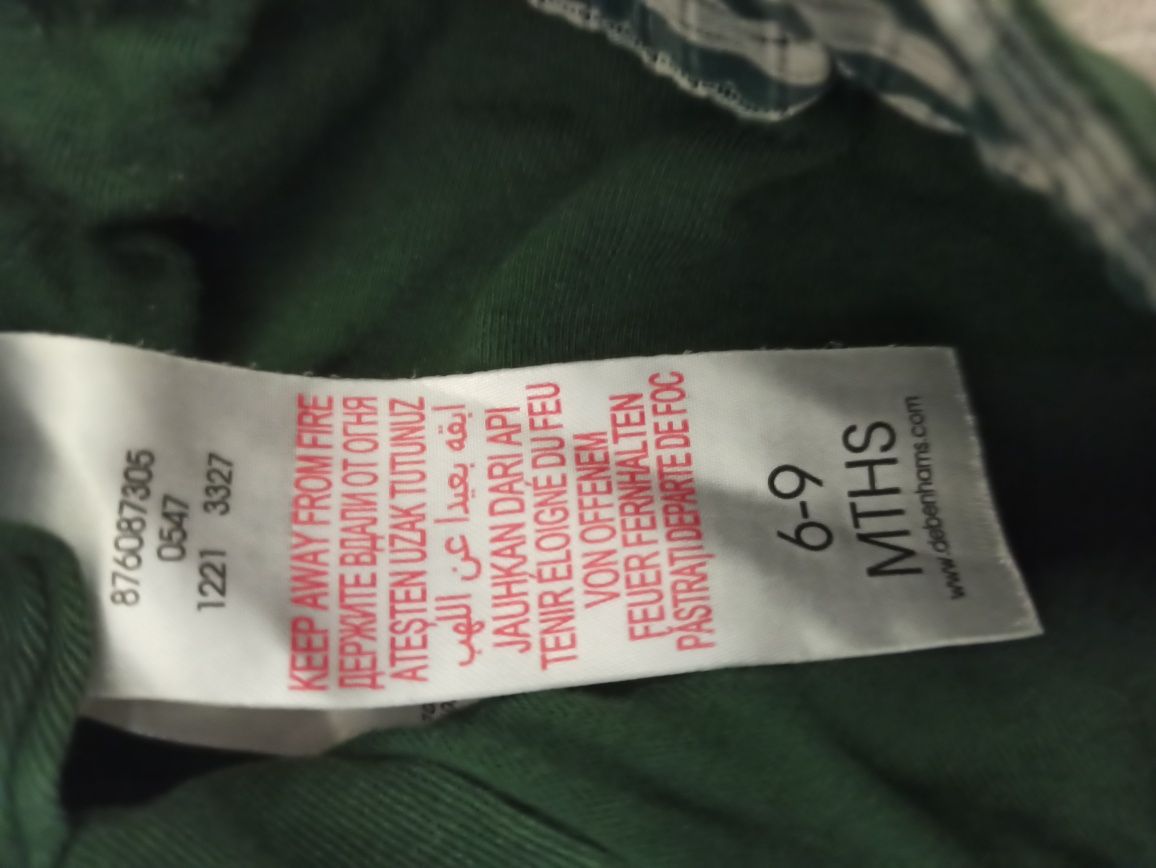 876087305
0547
1221 3327
KEEP AWAY FROM FIRE
ДЕРЖИТЕ ВДАЛИ ОТ ОГНЯ
ATEŞTEN UZAK TUTUNUZ
ابقه بعيدا عن اللهب
JAUHKAN DARI API
TENIR ÉLOIGNÉ DU FEU
VON OFFENEM
FEUER FERNHALTEN
PĂSTRAȚI DEPARTE DE FOC
6-9
MTHS
www.debenhams.com